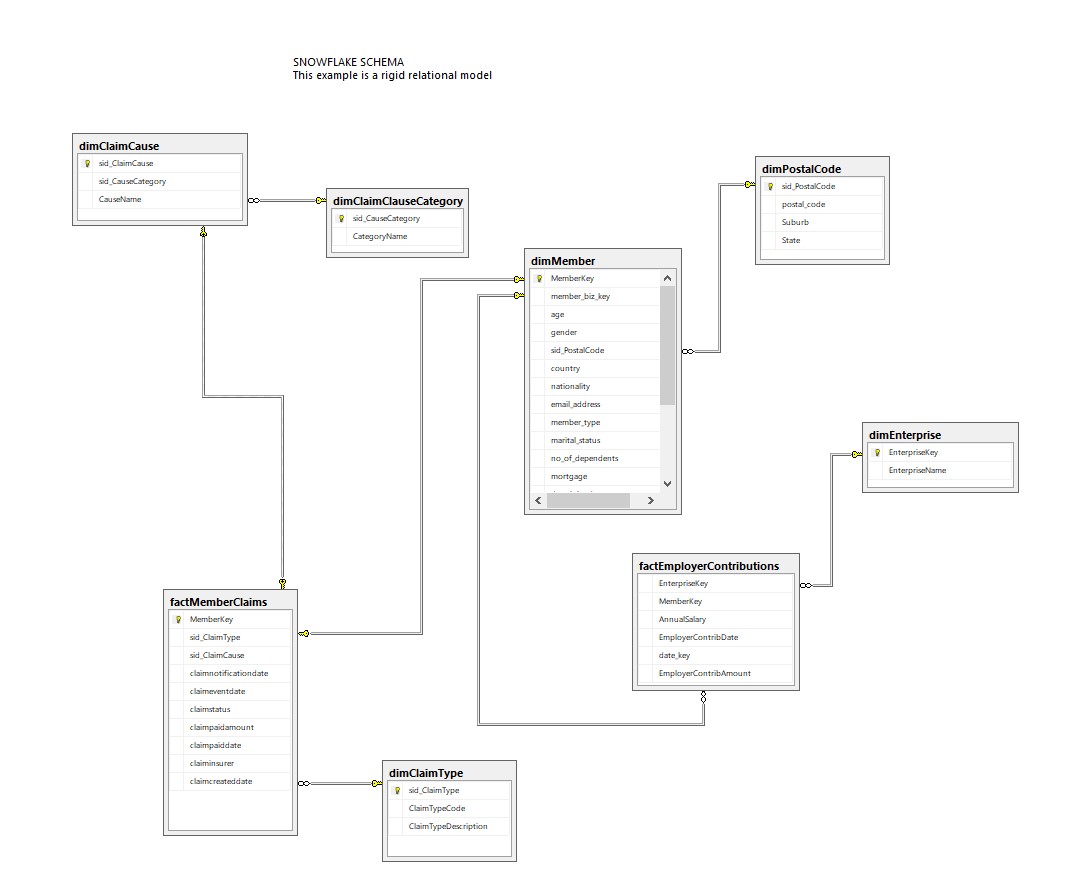 SNOWFLAKE SCHEMA
This example is a rigid relational model
dimClaimCause
sid_ClaimCause
sid_CauseCategory
CauseName
dimClaimClauseCategory
sid_CauseCategory
CategoryName
dimPostalCode
sid_PostalCode
postal_code
Suburb
State
dimMember
MemberKey
member_biz_key
age
gender
sid_PostalCode
country
nationality
email_address
member_type
marital_status
no_of_dependents
mortgage
dimEnterprise
EnterpriseKey
EnterpriseName
factEmployerContributions
EnterpriseKey
MemberKey
AnnualSalary
EmployerContribDate
date_key
EmployerContribAmount
factMemberClaims
MemberKey
sid_ClaimType
sid_ClaimCause
claimnotificationdate
claimeventdate
claimstatus
claimpaidamount
claimpaiddate
claiminsurer
claimcreateddate
dimClaimType
sid_ClaimType
ClaimTypeCode
ClaimTypeDescription